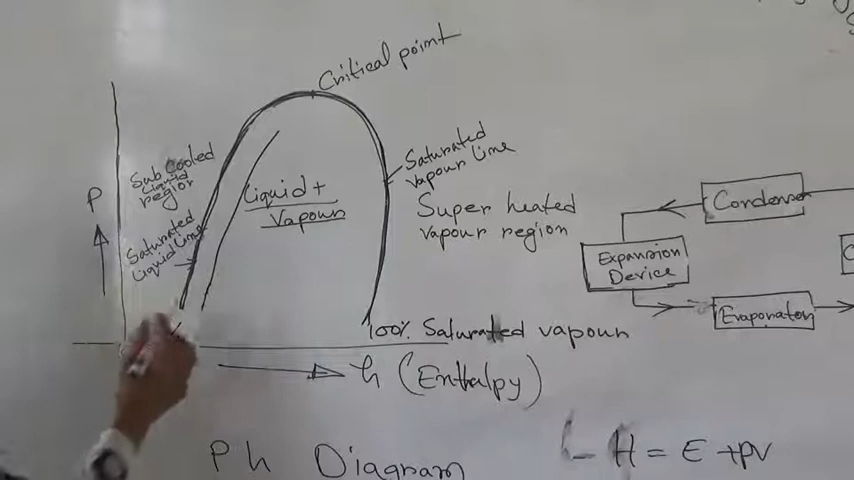 Critical point
Sub Cooled
Liquid
region
P
Saturated
Liquid Line
Liquid +
Vapour
Saturated
Vapour Line
Super heated
vapour region
Condenser
Expansion
Device
Evaporator
100% Saturated vapour
h (Enthalpy)
Ph Diagram
H = E + PV